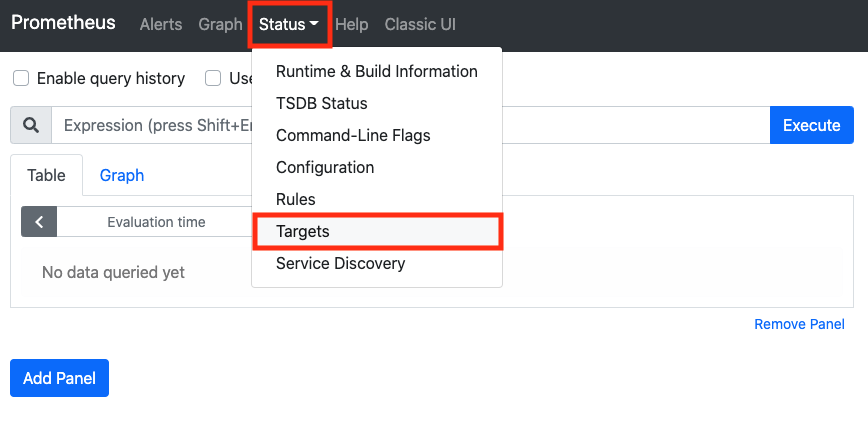 Prometheus Alerts Graph Status Help Classic UI
Enable query history Use
Runtime & Build Information
TSDB Status
Command-Line Flags
Configuration
Rules
Targets
Service Discovery
Expression (press Shift+En
Execute
Table Graph
Evaluation time
No data queried yet
Remove Panel
Add Panel